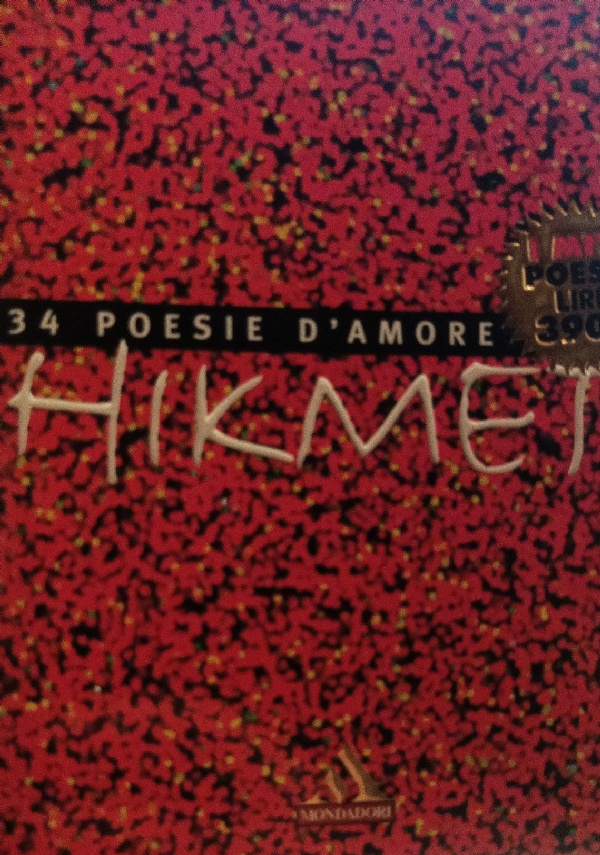 POES
LIRE
390
34 POESIE D'AMORE
HIKMET
MONDADORI